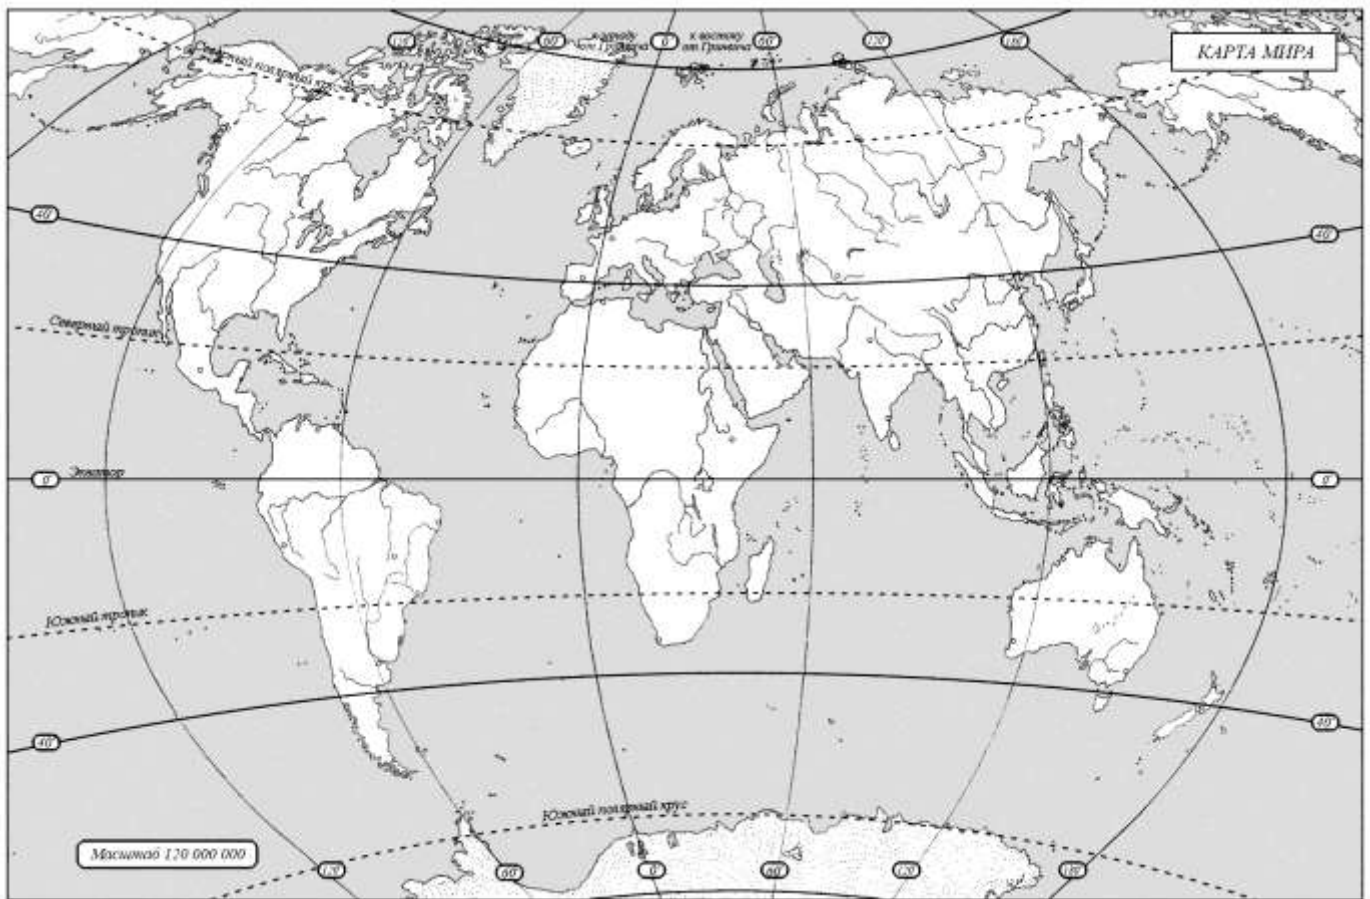 120° 60° к западу 0° к востоку 60° 120° 180°
от Гринвича от Гринвича
КАРТА МИРА
Северный полярный круг
40° 40°
Северный тропик
0° Экватор 0°
Южный тропик
40° 40°
Южный полярный круг
Масштаб 120 000 000
120° 60° 0° 60° 120° 180°